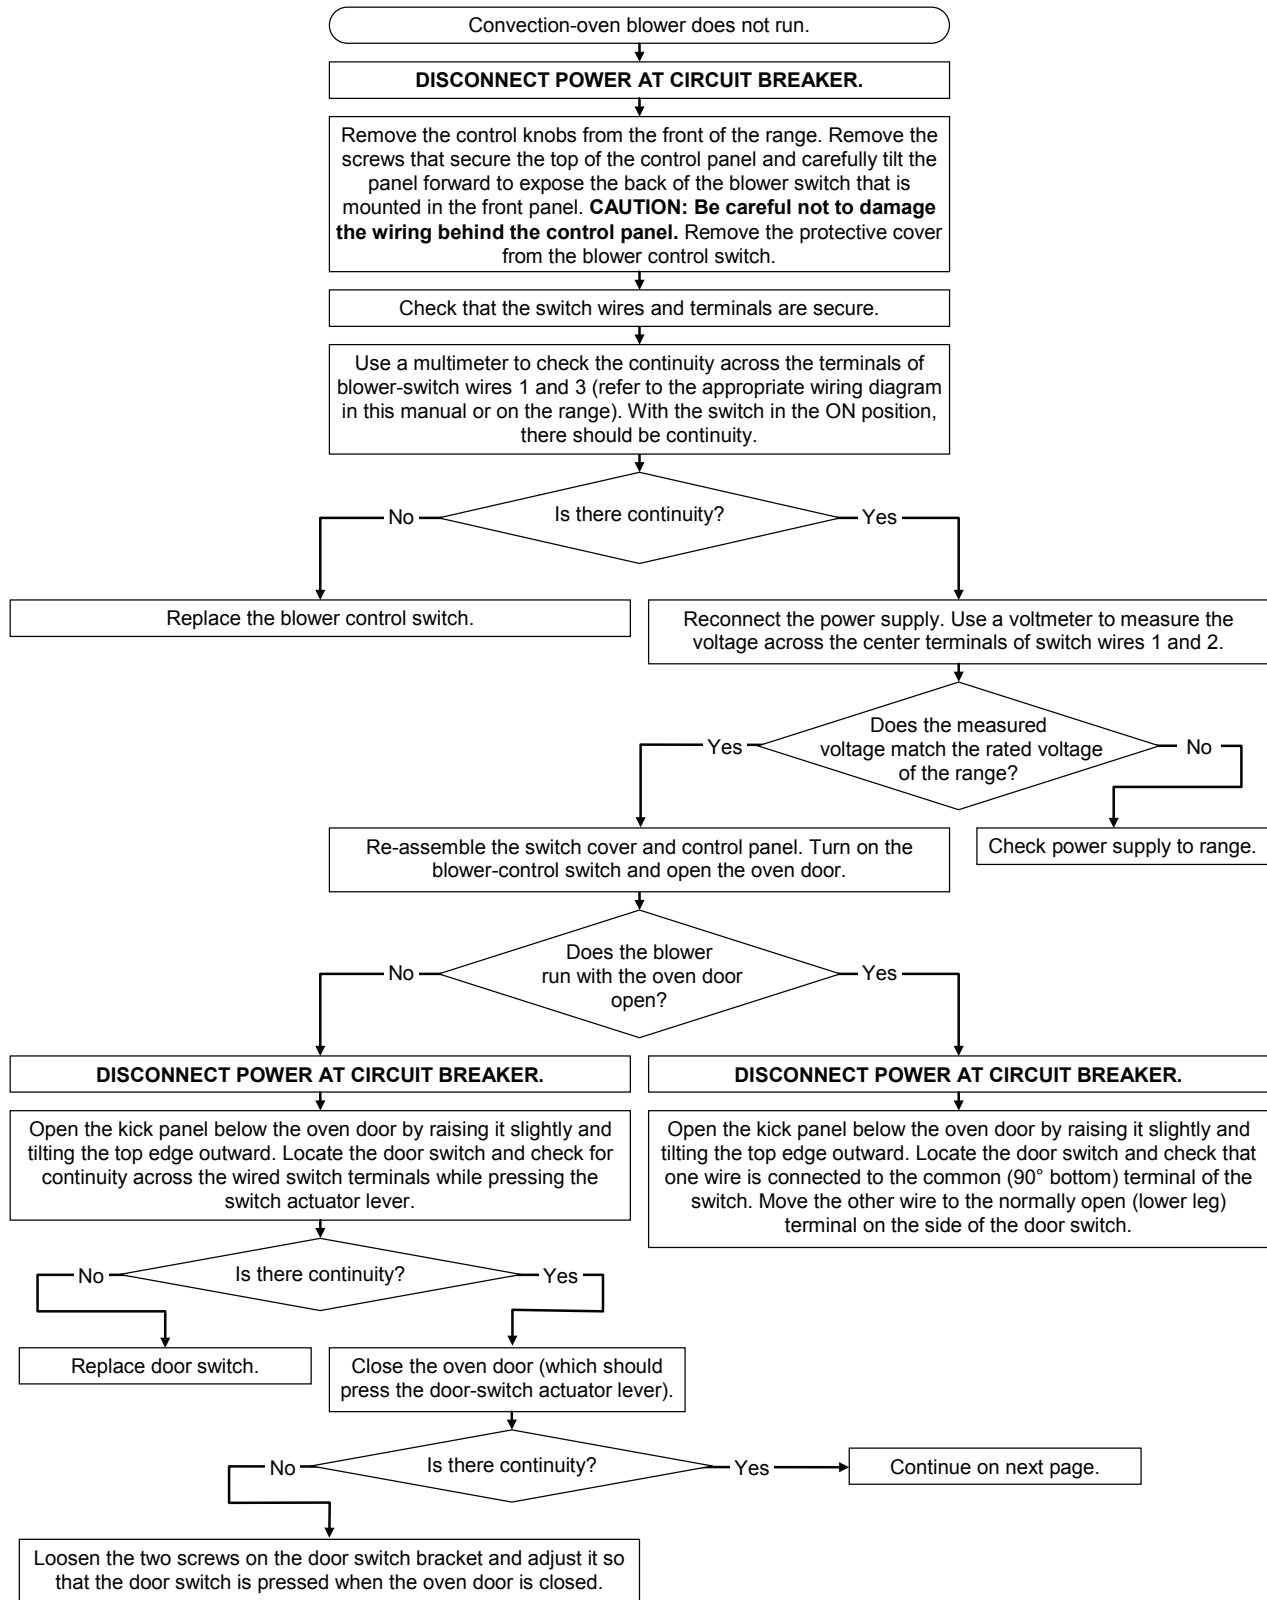 Convection-oven blower does not run.
DISCONNECT POWER AT CIRCUIT BREAKER.
Remove the control knobs from the front of the range. Remove the
screws that secure the top of the control panel and carefully tilt the
panel forward to expose the back of the blower switch that is
mounted in the front panel. CAUTION: Be careful not to damage
the wiring behind the control panel. Remove the protective cover
from the blower control switch.
Check that the switch wires and terminals are secure.
Use a multimeter to check the continuity across the terminals of
blower-switch wires 1 and 3 (refer to the appropriate wiring diagram
in this manual or on the range). With the switch in the ON position,
there should be continuity.
No
Is there continuity?
Yes
Replace the blower control switch.
Reconnect the power supply. Use a voltmeter to measure the
voltage across the center terminals of switch wires 1 and 2.
Yes
Does the measured
voltage match the rated voltage
of the range?
No
Re-assemble the switch cover and control panel. Turn on the
blower-control switch and open the oven door.
Check power supply to range.
No
Does the blower
run with the oven door
open?
Yes
DISCONNECT POWER AT CIRCUIT BREAKER.
Open the kick panel below the oven door by raising it slightly and
tilting the top edge outward. Locate the door switch and check for
continuity across the wired switch terminals while pressing the
switch actuator lever.
DISCONNECT POWER AT CIRCUIT BREAKER.
Open the kick panel below the oven door by raising it slightly and
tilting the top edge outward. Locate the door switch and check that
one wire is connected to the common (90° bottom) terminal of the
switch. Move the other wire to the normally open (lower leg)
terminal on the side of the door switch.
No
Is there continuity?
Yes
Replace door switch.
Close the oven door (which should
press the door-switch actuator lever).
No
Is there continuity?
Yes
Continue on next page.
Loosen the two screws on the door switch bracket and adjust it so
that the door switch is pressed when the oven door is closed.